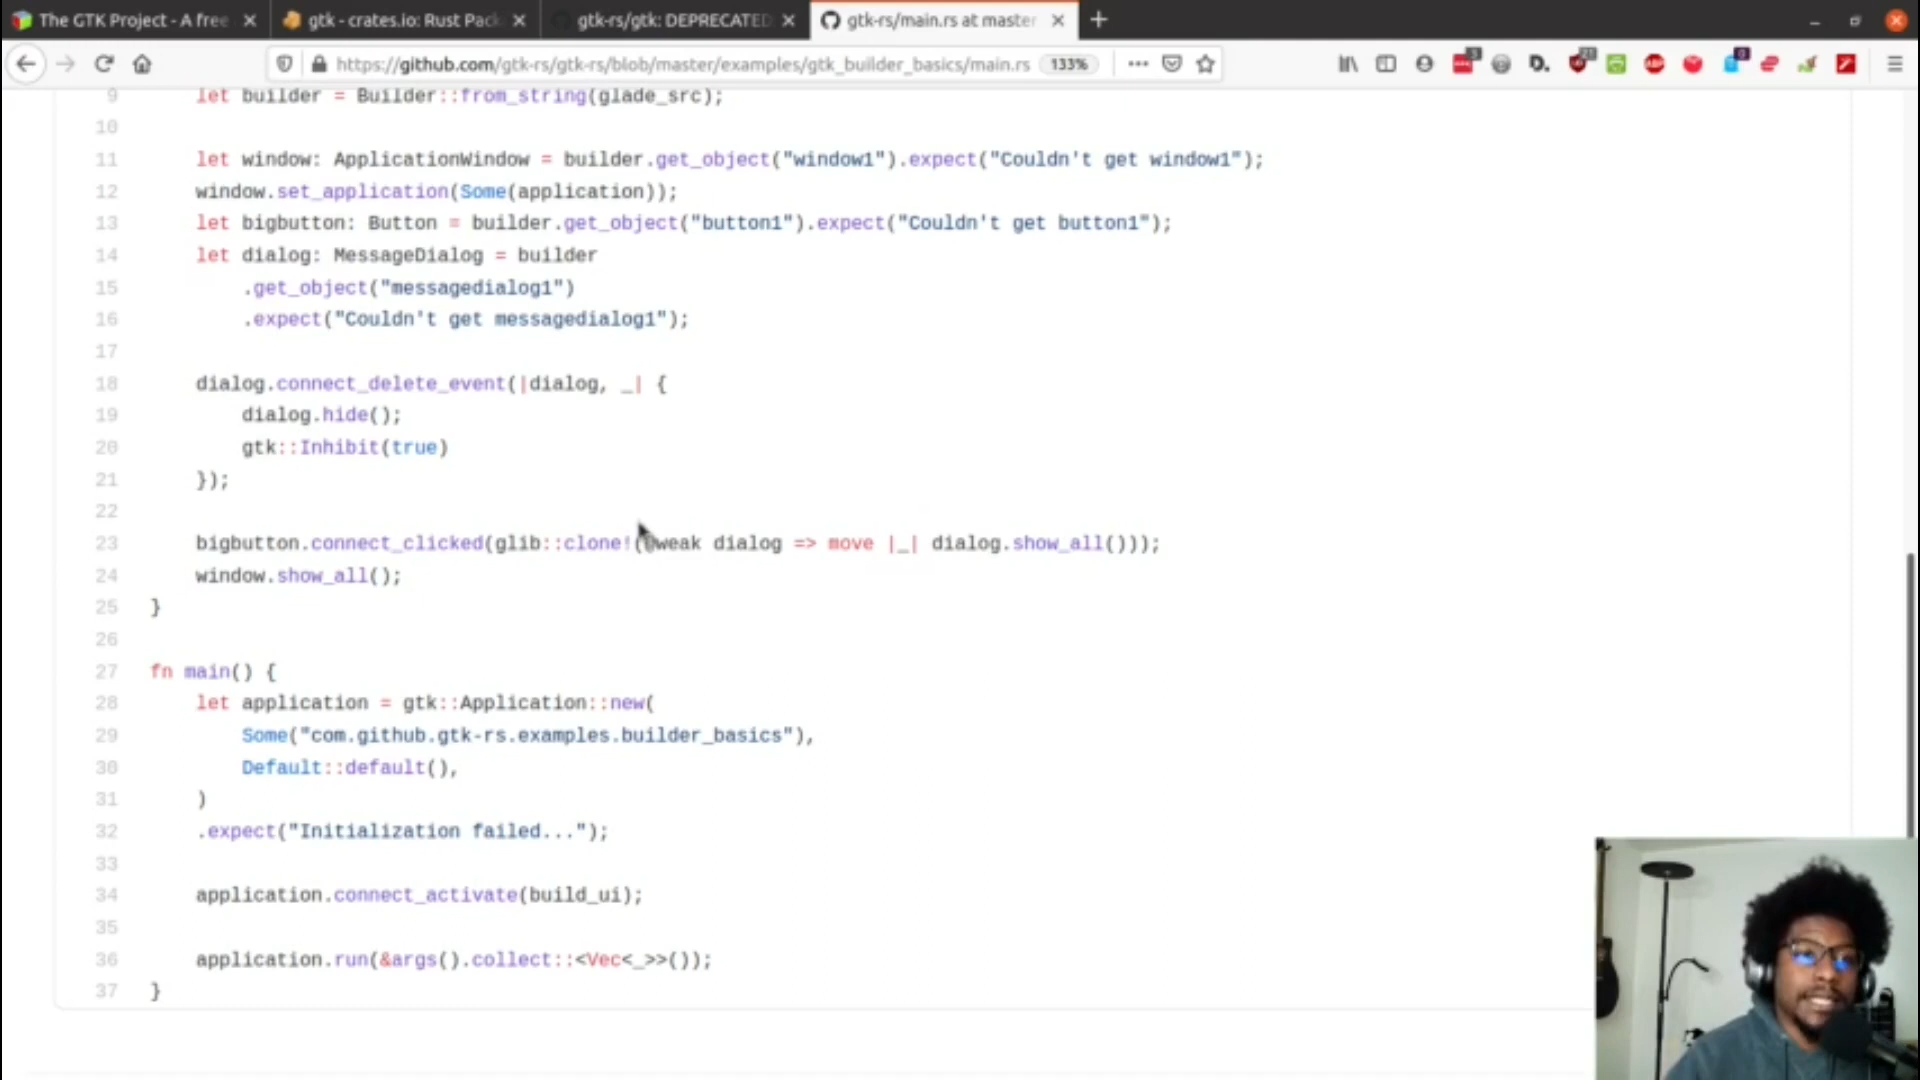 The GTK Project - A free
gtk - crates.io: Rust Pack
gtk-rs/gtk: DEPRECATED
gtk-rs/main.rs at master
https://github.com/gtk-rs/gtk-rs/blob/master/examples/gtk_builder_basics/main.rs 133%
9 let builder = Builder::from_string(glade_src);
10
11 let window: ApplicationWindow = builder.get_object("window1").expect("Couldn't get window1");
12 window.set_application(Some(application));
13 let bigbutton: Button = builder.get_object("button1").expect("Couldn't get button1");
14 let dialog: MessageDialog = builder
15 .get_object("messagedialog1")
16 .expect("Couldn't get messagedialog1");
17
18 dialog.connect_delete_event(|dialog, _| {
19 dialog.hide();
20 gtk::Inhibit(true)
21 });
22
23 bigbutton.connect_clicked(glib::clone!(@weak dialog => move |_| dialog.show_all()));
24 window.show_all();
25 }
26
27 fn main() {
28 let application = gtk::Application::new(
29 Some("com.github.gtk-rs.examples.builder_basics"),
30 Default::default(),
31 )
32 .expect("Initialization failed...");
33
34 application.connect_activate(build_ui);
35
36 application.run(&args().collect::<Vec<_>>());
37 }